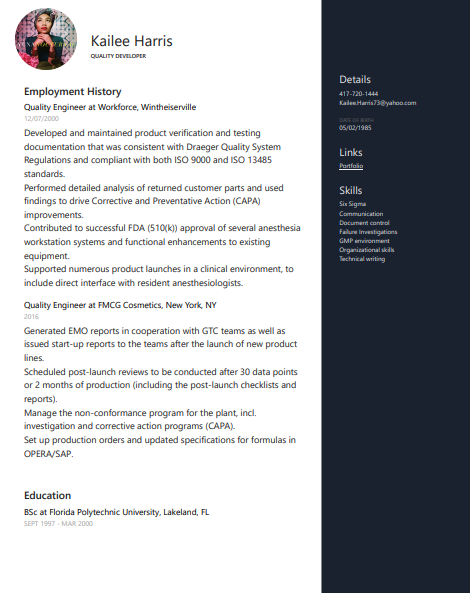 Kailee Harris
QUALITY DEVELOPER
Employment History
Quality Engineer at Workforce, Wintheiserville
12/07/2000
Developed and maintained product verification and testing
documentation that was consistent with Draeger Quality System
Regulations and compliant with both ISO 9000 and ISO 13485
standards.
Performed detailed analysis of returned customer parts and used
findings to drive Corrective and Preventative Action (CAPA)
improvements.
Contributed to successful FDA (510(k)) approval of several anesthesia
workstation systems and functional enhancements to existing
equipment.
Supported numerous product launches in a clinical environment, to
include direct interface with resident anesthesiologists.
Quality Engineer at FMCG Cosmetics, New York, NY
2016
Generated EMO reports in cooperation with GTC teams as well as
issued start-up reports to the teams after the launch of new product
lines.
Scheduled post-launch reviews to be conducted after 30 data points
or 2 months of production (including the post-launch checklists and
reports).
Manage the non-conformance program for the plant, incl.
investigation and corrective action programs (CAPA).
Set up production orders and updated specifications for formulas in
OPERA/SAP.
Education
BSc at Florida Polytechnic University, Lakeland, FL
SEPT 1997 - MAR 2000
Details
417-720-1444
Kailee.Harris73@yahoo.com
DATE OF BIRTH
05/02/1985
Links
Portfolio
Skills
Six Sigma
Communication
Document control
Failure Investigations
GMP environment
Organizational skills
Technical writing